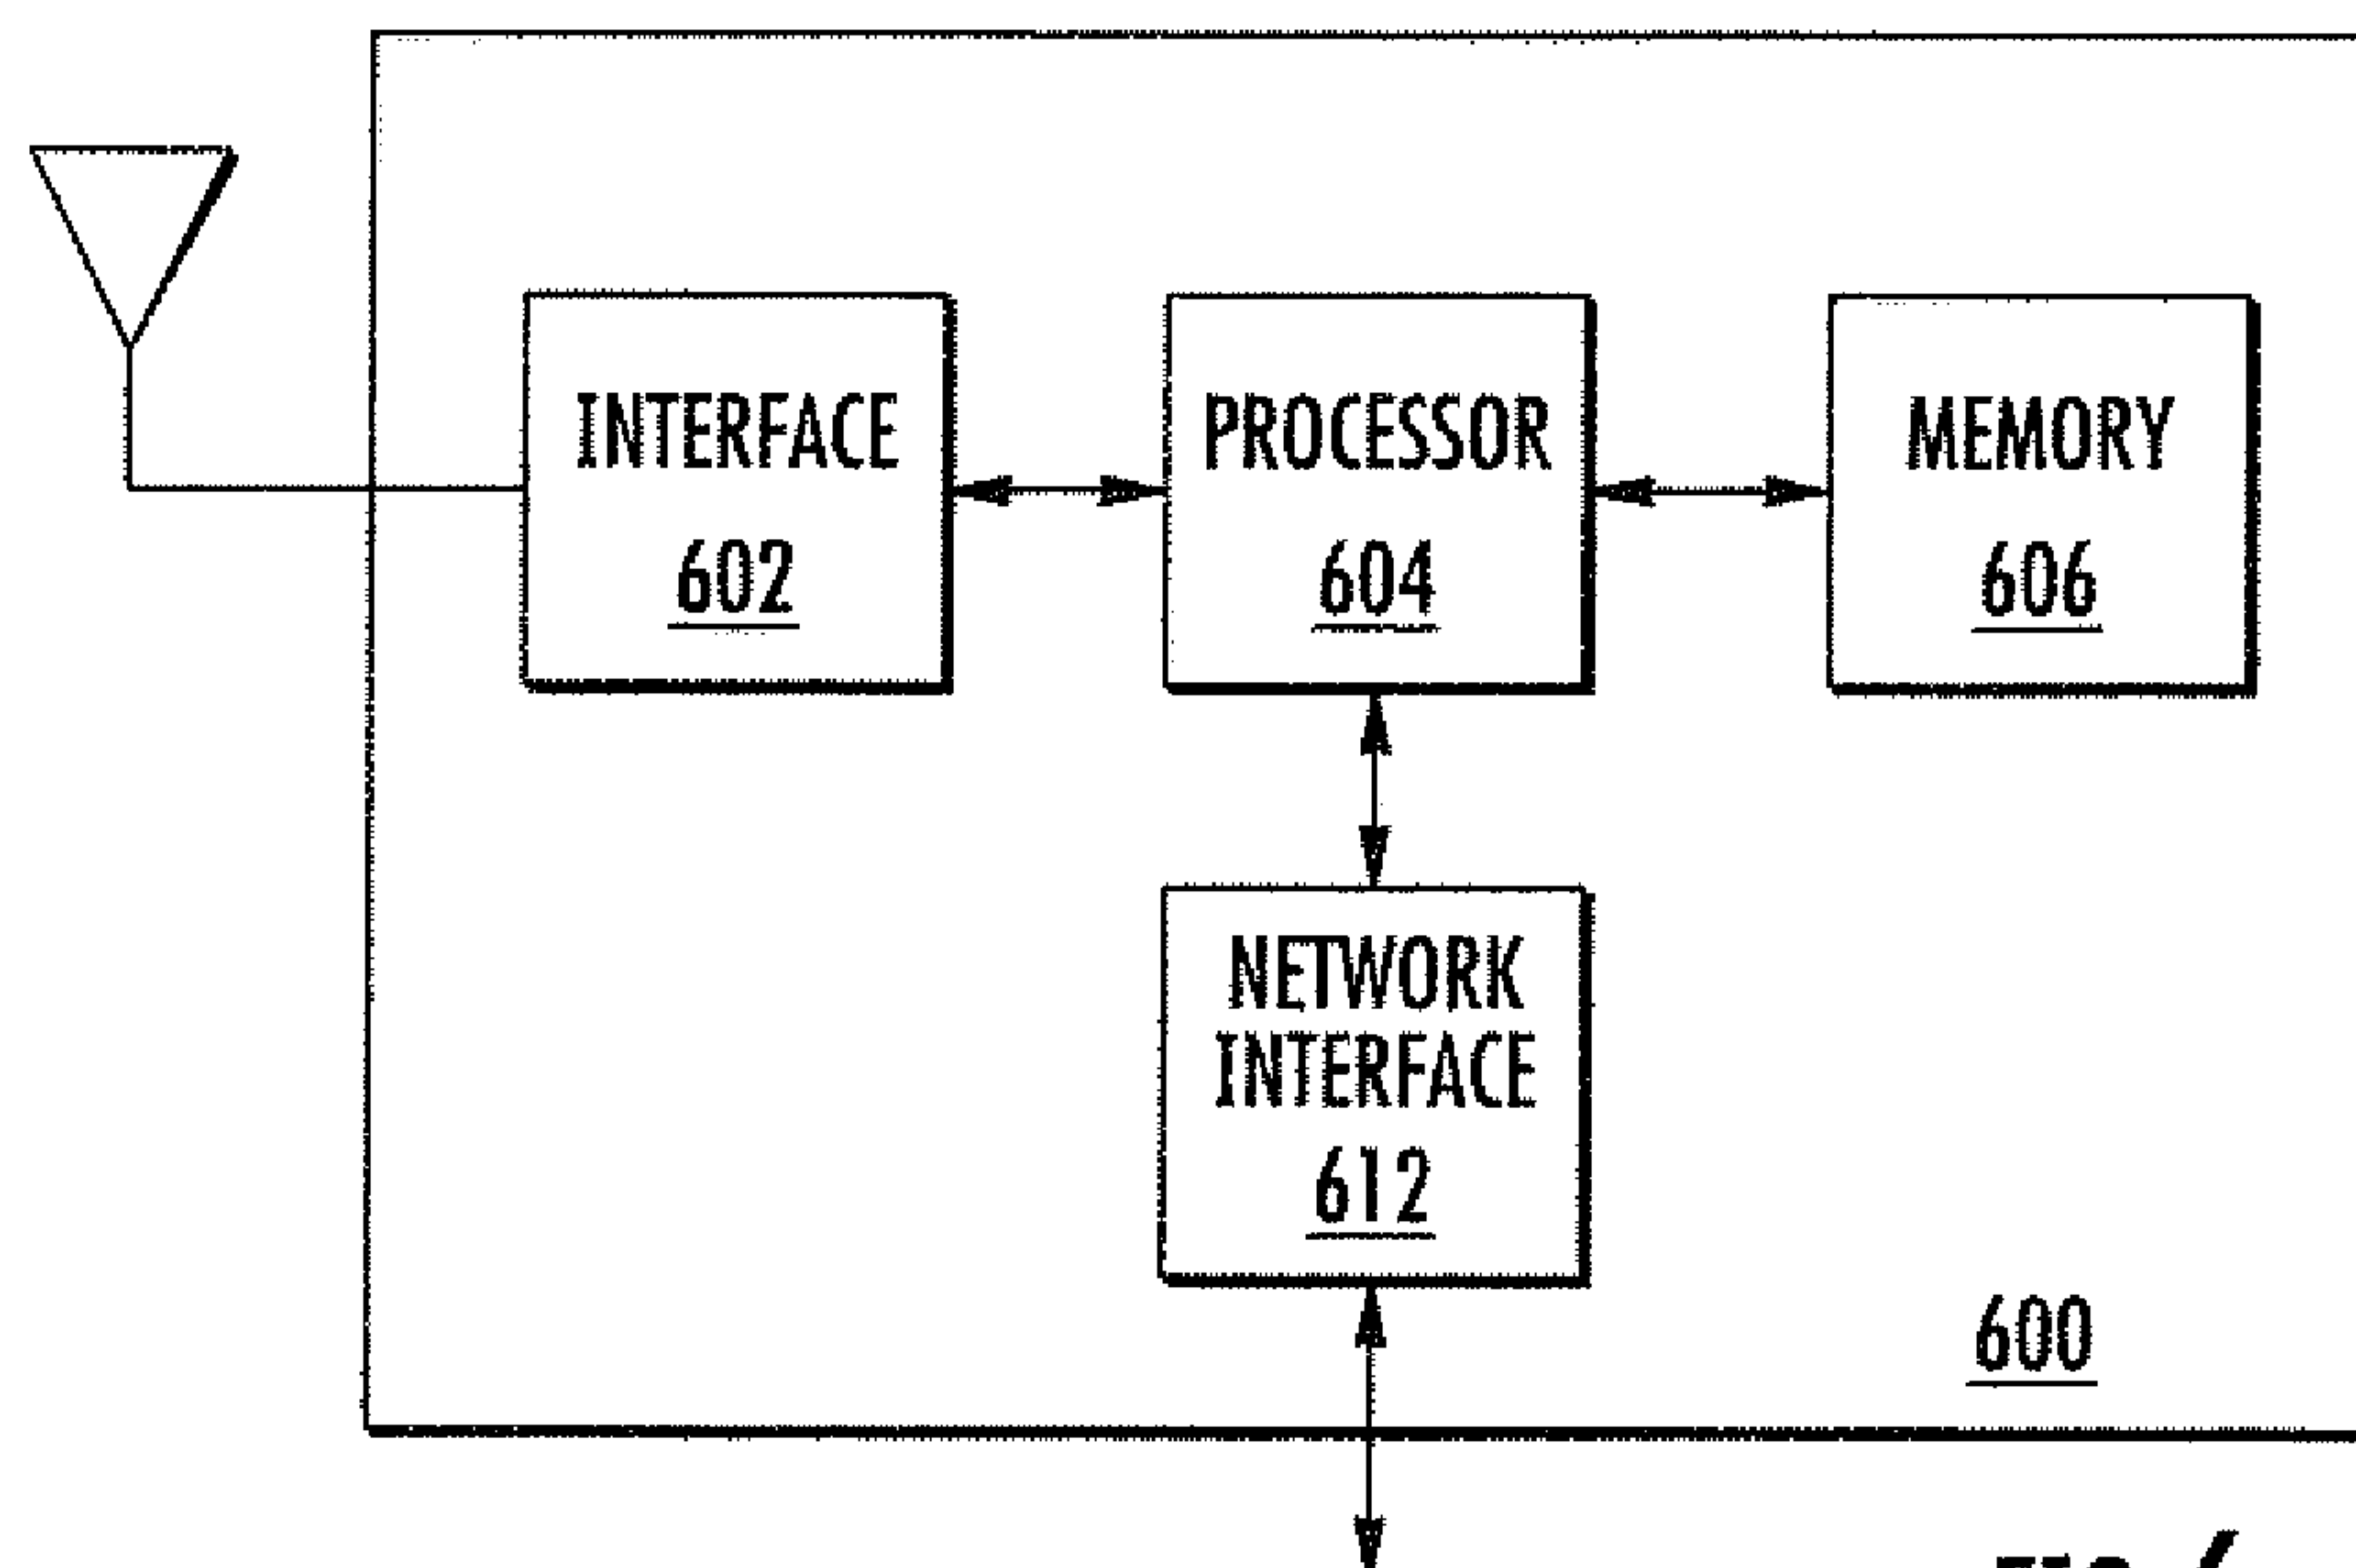 INTERFACE
602
PROCESSOR
604
MEMORY
606
NETWORK
INTERFACE
612
600